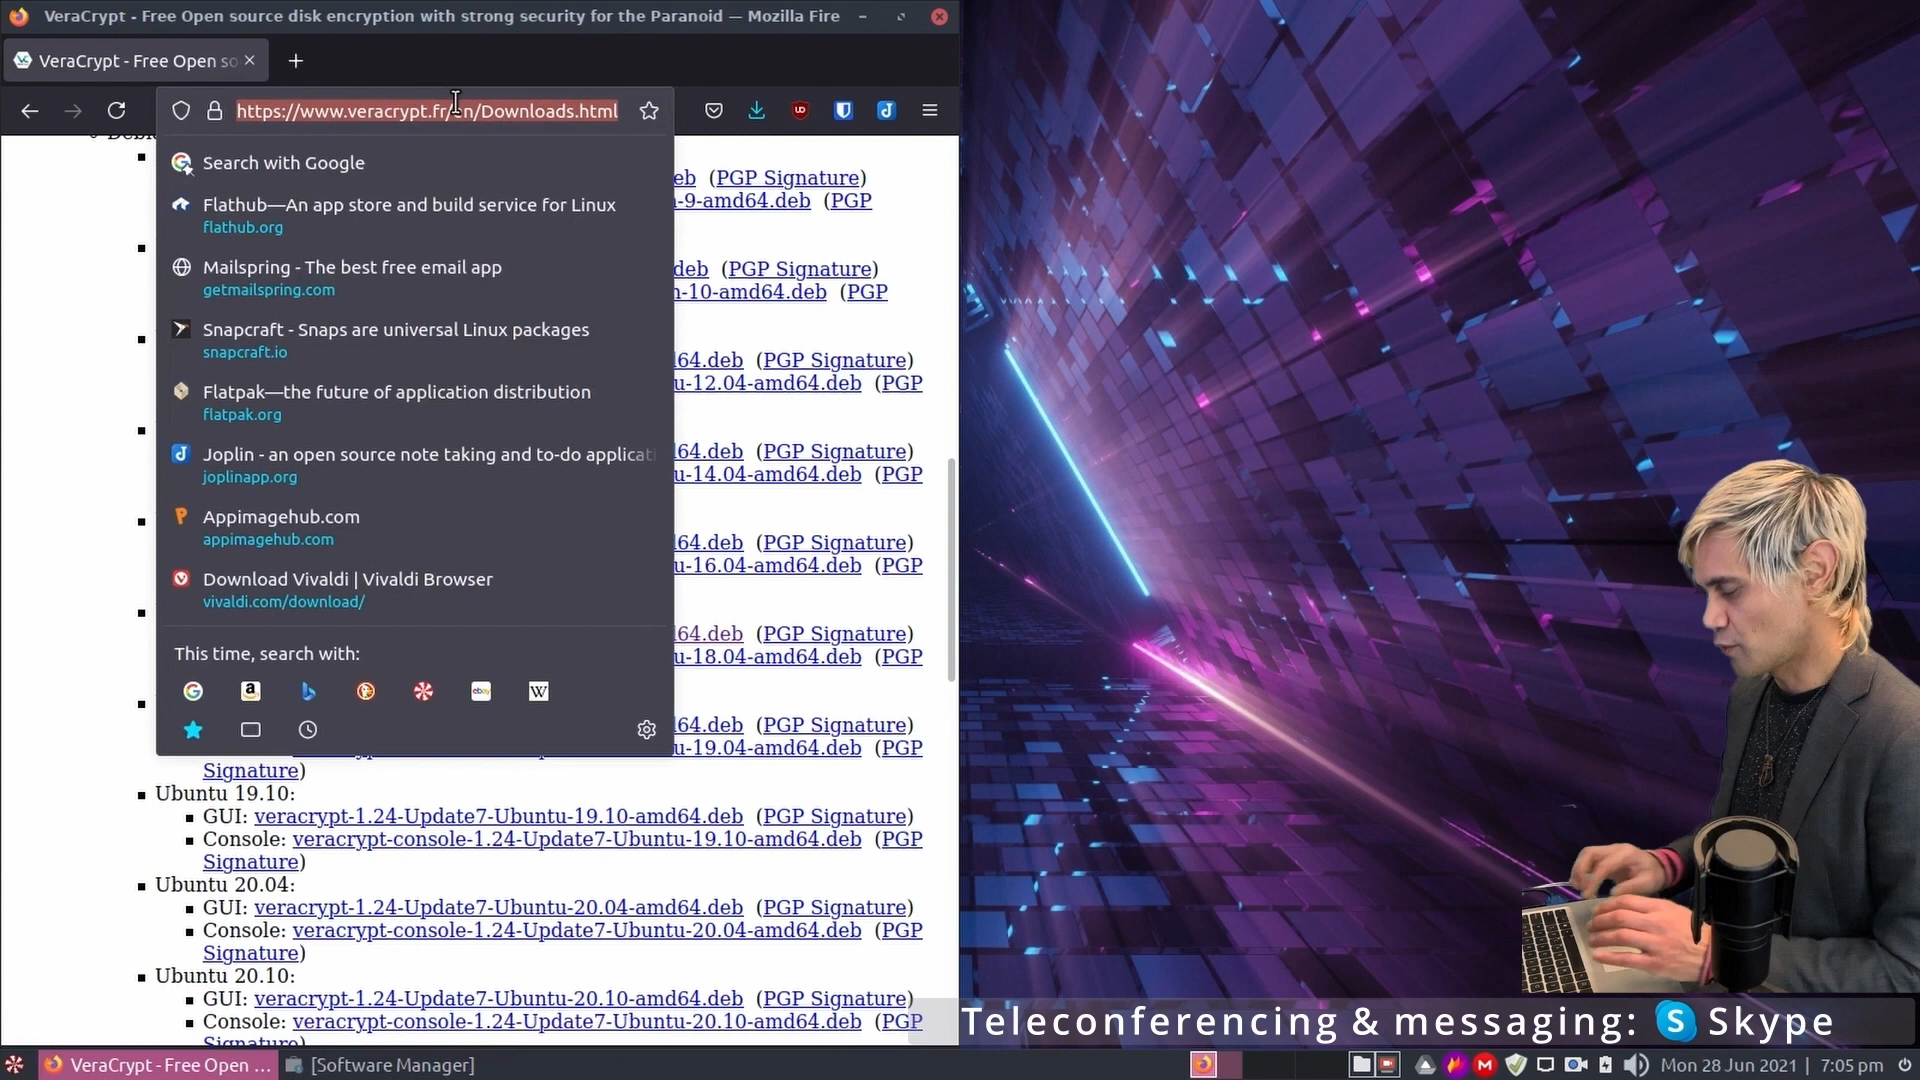 VeraCrypt - Free Open source disk encryption with strong security for the Paranoid — Mozilla Fire
VeraCrypt - Free Open so
https://www.veracrypt.fr/en/Downloads.html
Search with Google
eb (PGP Signature)
Flathub—An app store and build service for Linux
-9-amd64.deb (PGP
flathub.org
Mailspring - The best free email app
deb (PGP Signature)
getmailspring.com
-10-amd64.deb (PGP
Snapcraft - Snaps are universal Linux packages
snapcraft.io
64.deb (PGP Signature)
Flatpak—the future of application distribution
u-12.04-amd64.deb (PGP
flatpak.org
Joplin - an open source note taking and to-do applicati
64.deb (PGP Signature)
joplinapp.org
u-14.04-amd64.deb (PGP
Appimagehub.com
appimagehub.com
64.deb (PGP Signature)
u-16.04-amd64.deb (PGP
Download Vivaldi | Vivaldi Browser
vivaldi.com/download/
64.deb (PGP Signature)
This time, search with:
u-18.04-amd64.deb (PGP
64.deb (PGP Signature)
u-19.04-amd64.deb (PGP
Signature)
Ubuntu 19.10:
GUI: veracrypt-1.24-Update7-Ubuntu-19.10-amd64.deb (PGP Signature)
Console: veracrypt-console-1.24-Update7-Ubuntu-19.10-amd64.deb (PGP
Signature)
Ubuntu 20.04:
GUI: veracrypt-1.24-Update7-Ubuntu-20.04-amd64.deb (PGP Signature)
Console: veracrypt-console-1.24-Update7-Ubuntu-20.04-amd64.deb (PGP
Signature)
Ubuntu 20.10:
GUI: veracrypt-1.24-Update7-Ubuntu-20.10-amd64.deb (PGP Signature)
Console: veracrypt-console-1.24-Update7-Ubuntu-20.10-amd64.deb (PGP
Teleconferencing & messaging: S Skype
VeraCrypt - Free Open ...
[Software Manager]
Mon 28 Jun 2021 | 7:05 pm